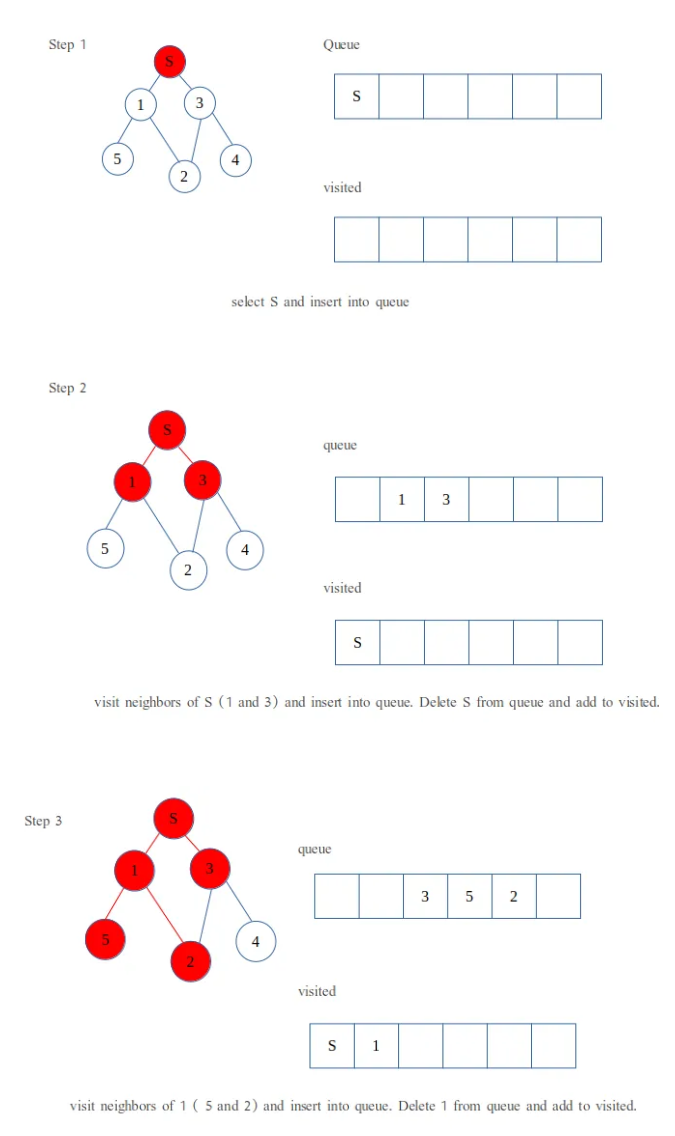 Step 1
Queue
S
1
3
5
2
4
S
visited
select S and insert into queue
Step 2
queue
S
1
3
5
2
4
1 3
visited
S
visit neighbors of S (1 and 3) and insert into queue. Delete S from queue and add to visited.
Step 3
queue
S
1
3
5
2
4
3 5 2
visited
S 1
visit neighbors of 1 ( 5 and 2) and insert into queue. Delete 1 from queue and add to visited.